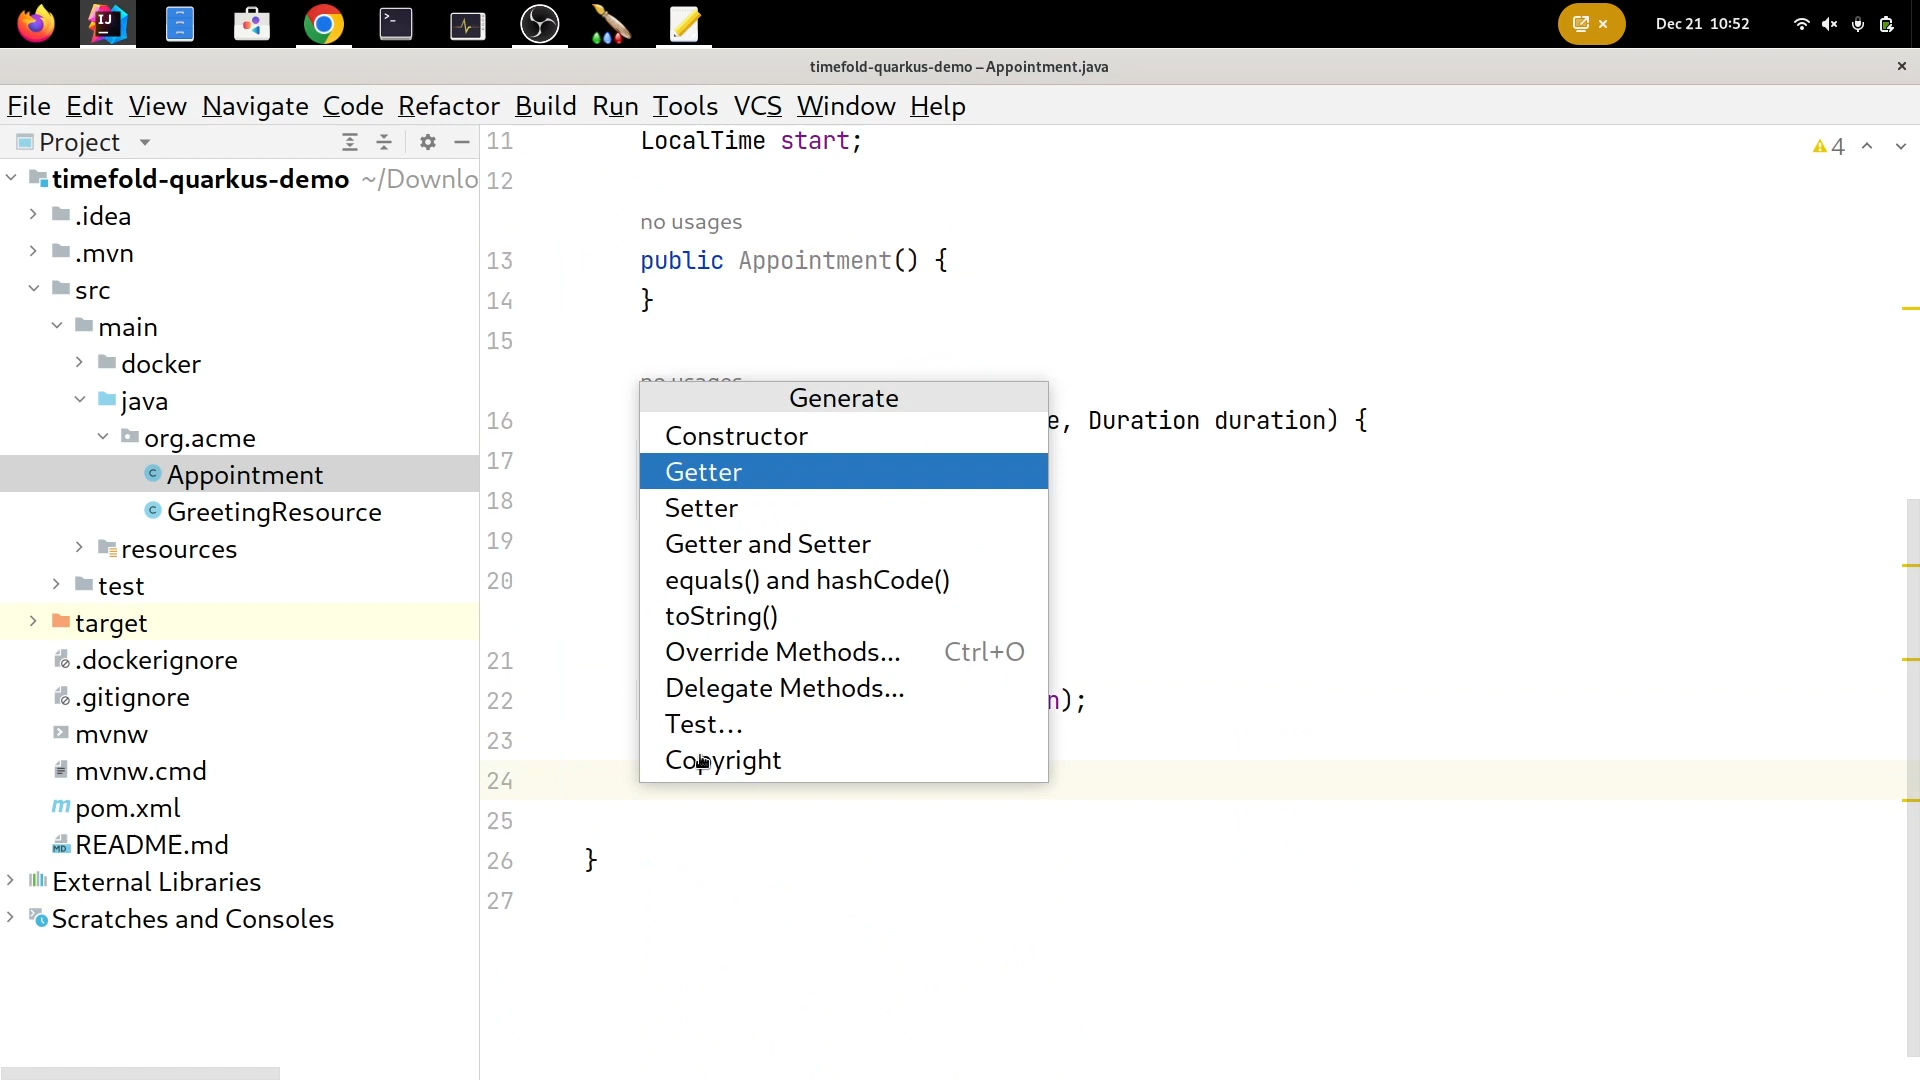 Dec 21 10:52
timefold-quarkus-demo – Appointment.java
File Edit View Navigate Code Refactor Build Run Tools VCS Window Help
Project
timefold-quarkus-demo ~/Downlo
.idea
.mvn
src
main
docker
java
org.acme
Appointment
GreetingResource
resources
test
target
.dockerignore
.gitignore
mvnw
mvnw.cmd
pom.xml
README.md
External Libraries
Scratches and Consoles
11 LocalTime start;
12
no usages
13 public Appointment() {
14 }
15
no usages
16 e, Duration duration) {
17
18
19
20
21
22 n);
23
24
25
26 }
27
4
Generate
Constructor
Getter
Setter
Getter and Setter
equals() and hashCode()
toString()
Override Methods... Ctrl+O
Delegate Methods...
Test...
Copyright